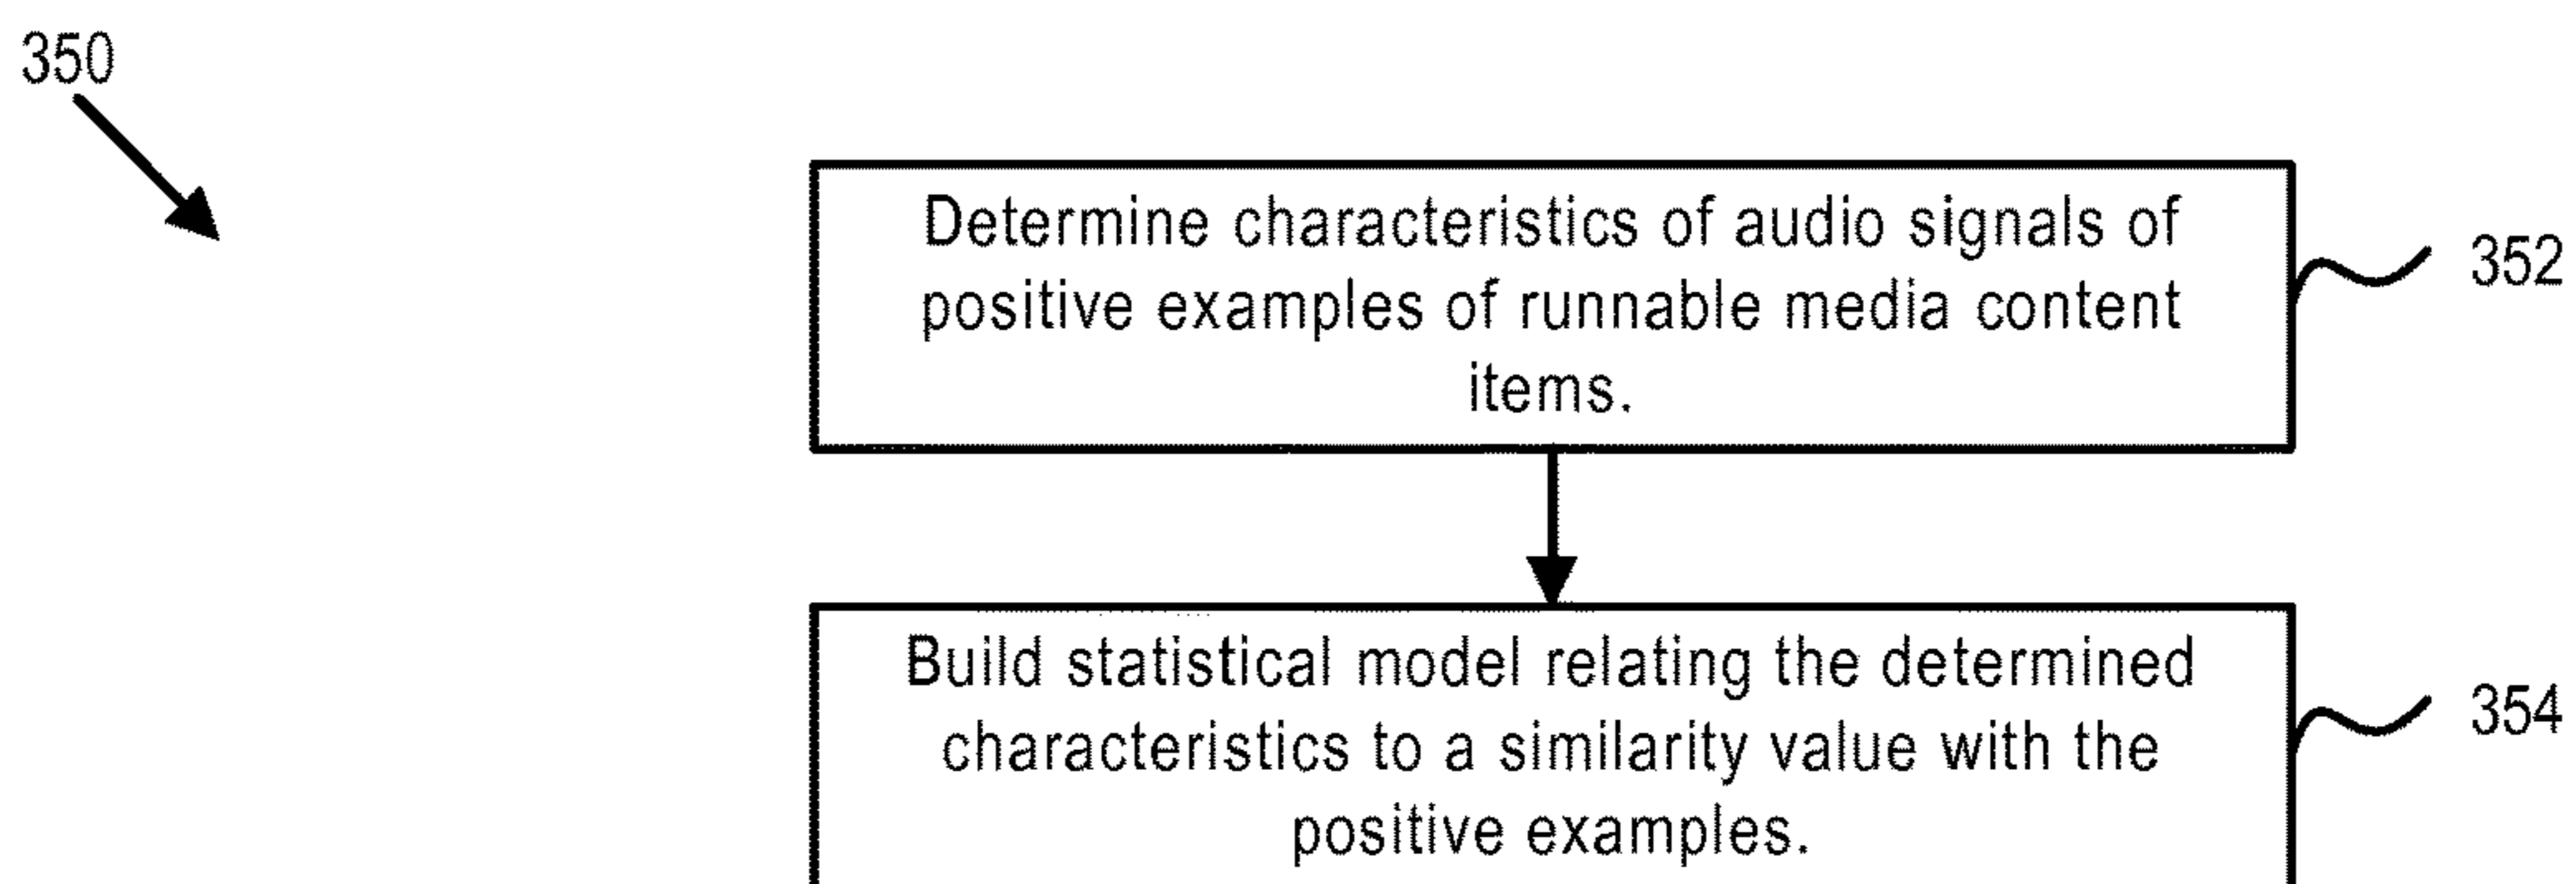 350
Determine characteristics of audio signals of
positive examples of runnable media content
items.
352
Build statistical model relating the determined
characteristics to a similarity value with the
positive examples.
354